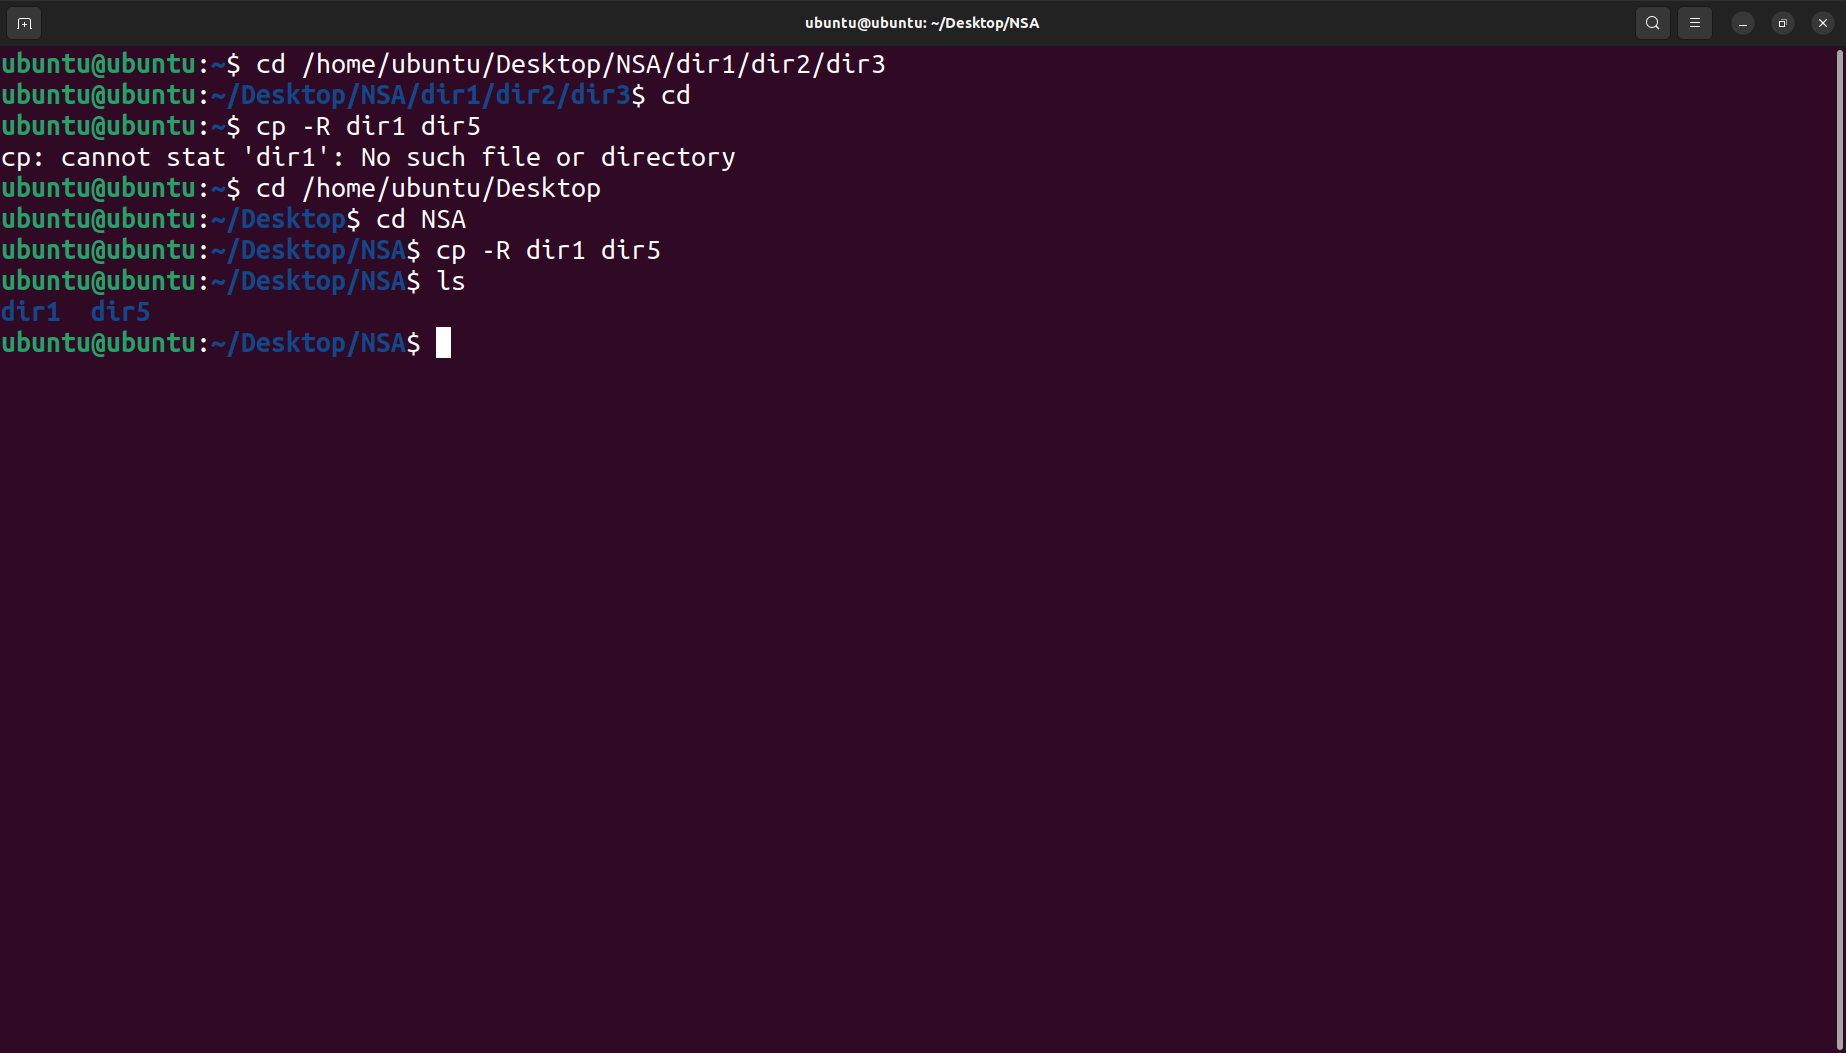 ubuntu@ubuntu: ~/Desktop/NSA
ubuntu@ubuntu:~$ cd /home/ubuntu/Desktop/NSA/dir1/dir2/dir3
ubuntu@ubuntu:~/Desktop/NSA/dir1/dir2/dir3$ cd
ubuntu@ubuntu:~$ cp -R dir1 dir5
cp: cannot stat 'dir1': No such file or directory
ubuntu@ubuntu:~$ cd /home/ubuntu/Desktop
ubuntu@ubuntu:~/Desktop$ cd NSA
ubuntu@ubuntu:~/Desktop/NSA$ cp -R dir1 dir5
ubuntu@ubuntu:~/Desktop/NSA$ ls
dir1  dir5
ubuntu@ubuntu:~/Desktop/NSA$